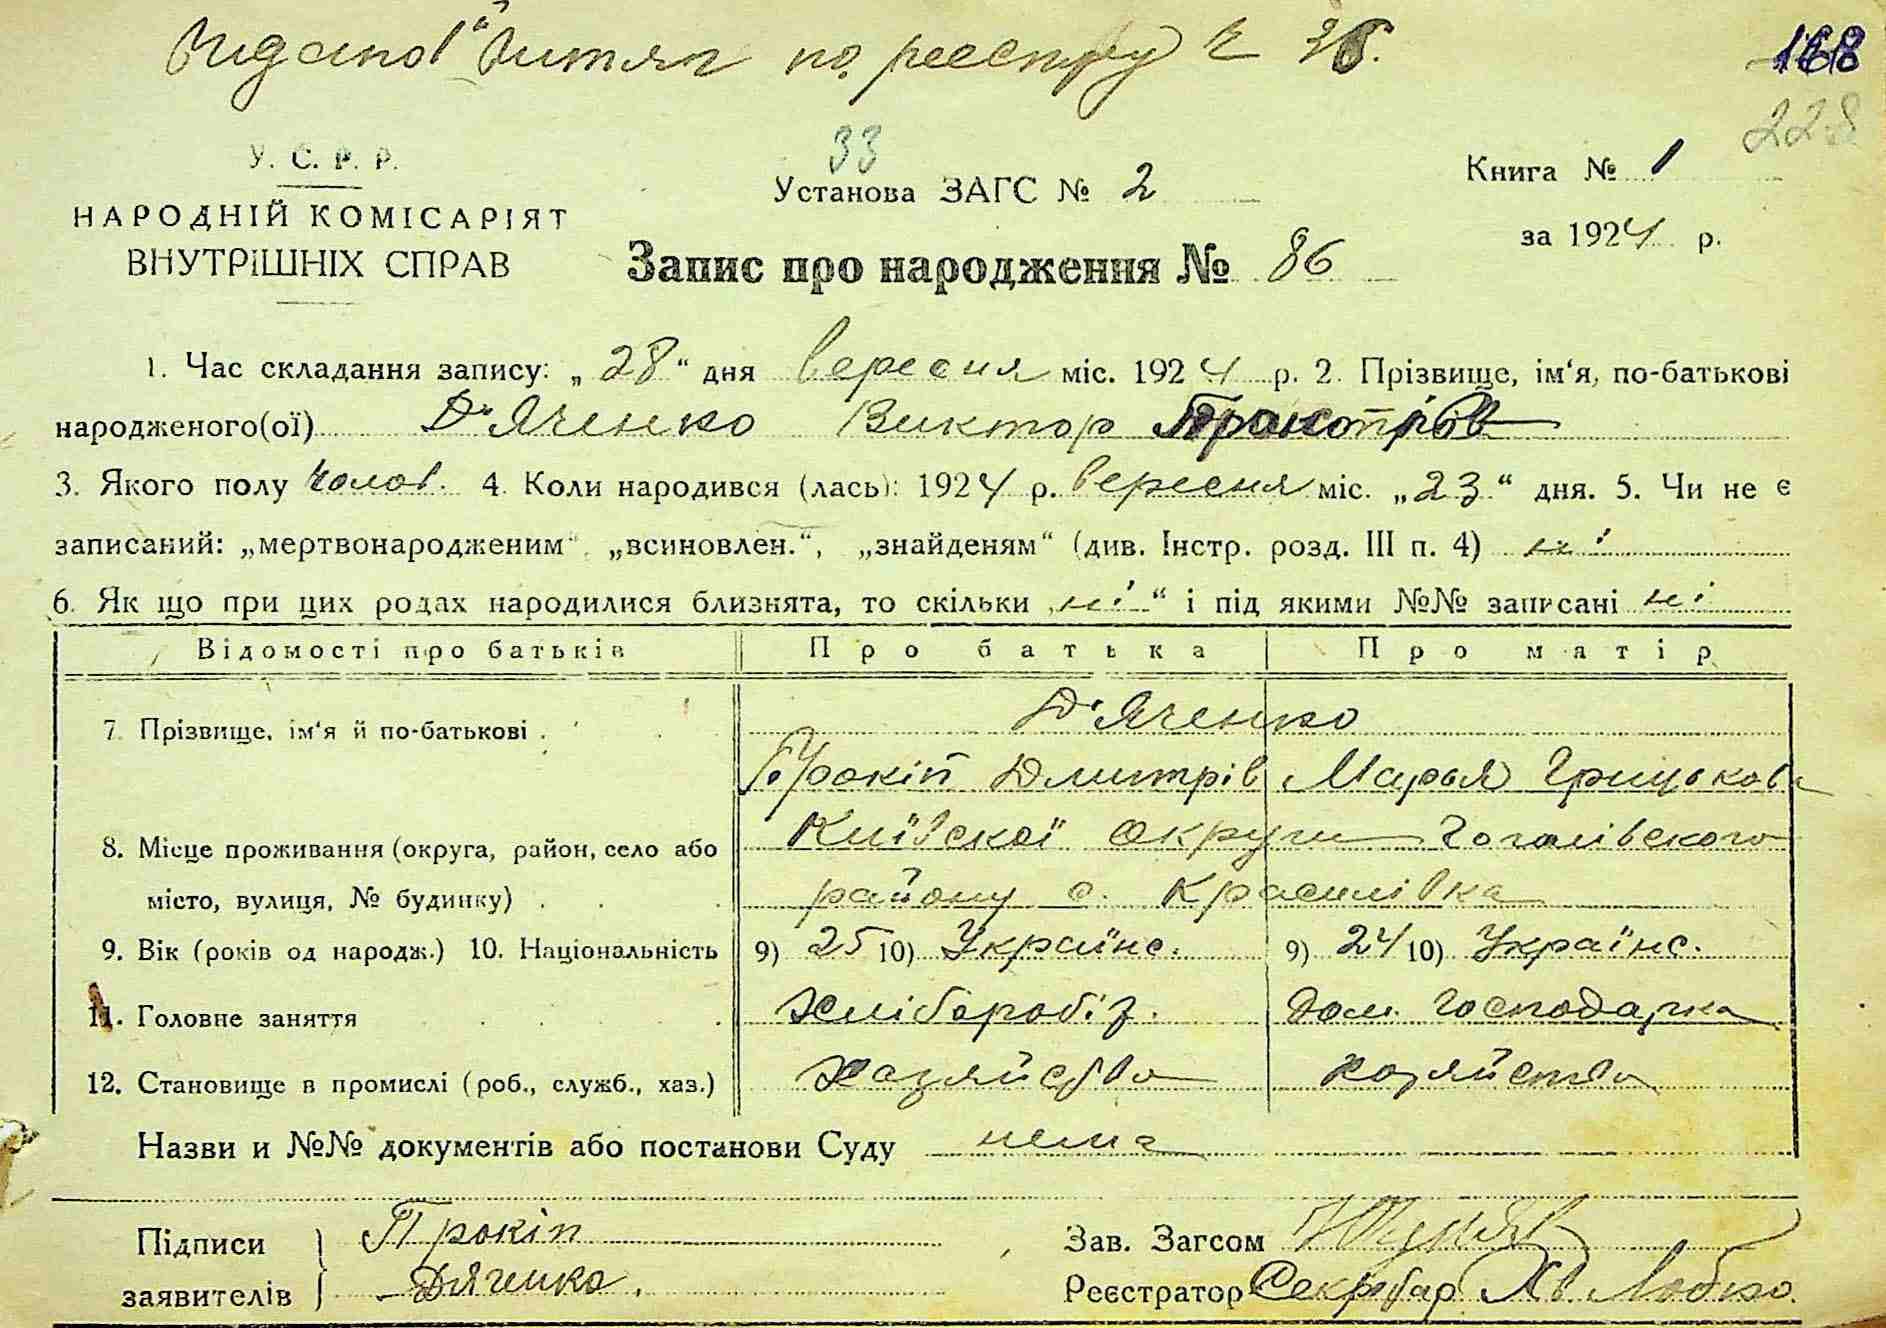 витяг по реєстру № 168
228
У. С. Р. Р.
НАРОДНІЙ КОМІСАРІЯТ
ВНУТРІШНІХ СПРАВ
33
Установа ЗАГС № 2
Книга № 1
за 1924 р.
Запис про народження № 86
1. Час складання запису: „28“ дня вересня міс. 1924 р. 2. Прізвище, ім‘я, по-батькові
народженого(ої) Д'Яченко Виктор
3. Якого полу чолов. 4. Коли народився (лась): 1924 р. вересня міс. „23“ дня. 5. Чи не є
записаний: „мертвонародженим“, „всиновлен.“, „знайденям“ (див. Інстр. розд. III п. 4) ні
6. Як що при цих родах народилися близнята, то скільки „ні“ і під якими №№ записані ні
Відомості про батьків Про батька Про матір
7. Прізвище, ім‘я й по-батькові . Д'Яченко
Прокіп Дмитрів Марья Грицькова
8. Місце проживання (округа, район, село або Київскої округи Гоголівского
місто, вулиця, № будинку) . району с. Красилівка
9. Вік (років од народж.) 10. Національність 9) 25 10) Українс. 9) 24 10) Українс.
11. Головне заняття Хлібороб Дом. Господарка
12. Становище в промислі (роб., служб., хаз.) Хазяйство хазяйство
Назви и №№ документів або постанови Суду нема
Підписи Прокіп
заявителів Дяченко.
Зав. Загсом
Реєстратор Секретар Хв. Лобко.